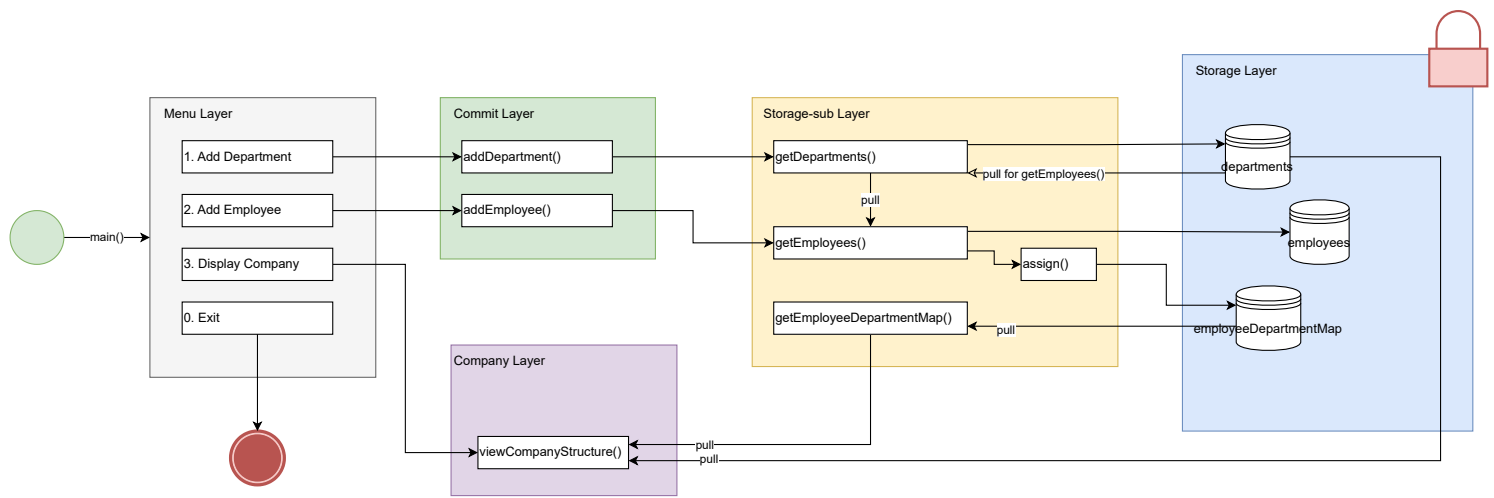 main()
Menu Layer
1. Add Department
2. Add Employee
3. Display Company
0. Exit
Commit Layer
addDepartment()
addEmployee()
Company Layer
viewCompanyStructure()
Storage-sub Layer
getDepartments()
pull
getEmployees()
assign()
getEmployeeDepartmentMap()
pull for getEmployees()
pull
pull
pull
Storage Layer
departments
employees
employeeDepartmentMap